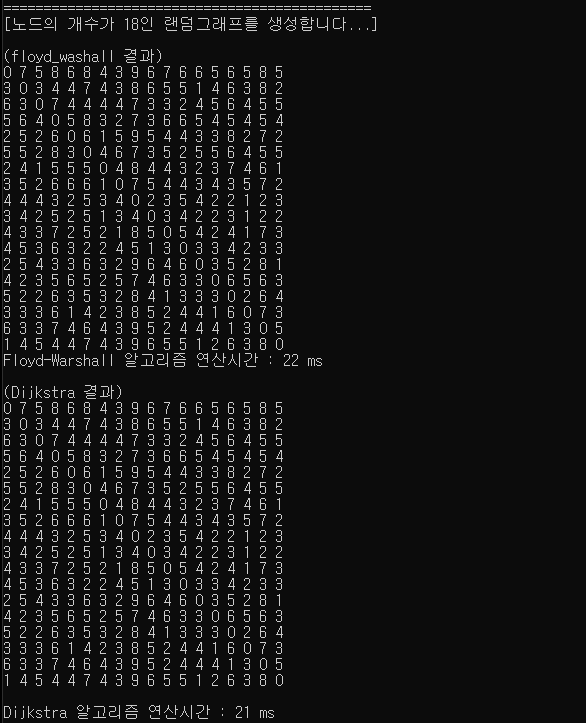 ==============================================
[노드의 개수가 18인 랜덤그래프를 생성합니다...]
(floyd_washall 결과)
0 7 5 8 6 8 4 3 9 6 7 6 6 5 6 5 8 5
3 0 3 4 4 7 4 3 8 6 5 5 1 4 6 3 8 2
6 3 0 7 4 4 4 4 7 3 3 2 4 5 6 4 5 5
5 6 4 0 5 8 3 2 7 3 6 6 5 4 5 4 5 4
2 5 2 6 0 6 1 5 9 5 4 4 3 3 8 2 7 2
5 5 2 8 3 0 4 6 7 3 5 2 5 5 6 4 5 5
2 4 1 5 5 5 0 4 8 4 4 3 2 3 7 4 6 1
3 5 2 6 6 6 1 0 7 5 4 4 3 4 3 5 7 2
4 4 4 3 2 5 3 4 0 2 3 5 4 2 2 1 2 3
3 4 2 5 2 5 1 3 4 0 3 4 2 2 3 1 2 2
4 3 3 7 2 5 2 1 8 5 0 5 4 2 4 1 7 3
4 5 3 6 3 2 2 4 5 1 3 0 3 3 4 2 3 3
2 5 4 3 3 6 3 2 9 6 4 6 0 3 5 2 8 1
4 2 3 5 6 5 2 5 7 4 6 3 3 0 6 5 6 3
5 2 2 6 3 5 3 2 8 4 1 3 3 3 0 2 6 4
3 3 3 6 1 4 2 3 8 5 2 4 4 1 6 0 7 3
6 3 3 7 4 6 4 3 9 5 2 4 4 4 1 3 0 5
1 4 5 4 4 7 4 3 9 6 5 5 1 2 6 3 8 0
Floyd-Warshall 알고리즘 연산시간 : 22 ms
(Dijkstra 결과)
0 7 5 8 6 8 4 3 9 6 7 6 6 5 6 5 8 5
3 0 3 4 4 7 4 3 8 6 5 5 1 4 6 3 8 2
6 3 0 7 4 4 4 4 7 3 3 2 4 5 6 4 5 5
5 6 4 0 5 8 3 2 7 3 6 6 5 4 5 4 5 4
2 5 2 6 0 6 1 5 9 5 4 4 3 3 8 2 7 2
5 5 2 8 3 0 4 6 7 3 5 2 5 5 6 4 5 5
2 4 1 5 5 5 0 4 8 4 4 3 2 3 7 4 6 1
3 5 2 6 6 6 1 0 7 5 4 4 3 4 3 5 7 2
4 4 4 3 2 5 3 4 0 2 3 5 4 2 2 1 2 3
3 4 2 5 2 5 1 3 4 0 3 4 2 2 3 1 2 2
4 3 3 7 2 5 2 1 8 5 0 5 4 2 4 1 7 3
4 5 3 6 3 2 2 4 5 1 3 0 3 3 4 2 3 3
2 5 4 3 3 6 3 2 9 6 4 6 0 3 5 2 8 1
4 2 3 5 6 5 2 5 7 4 6 3 3 0 6 5 6 3
5 2 2 6 3 5 3 2 8 4 1 3 3 3 0 2 6 4
3 3 3 6 1 4 2 3 8 5 2 4 4 1 6 0 7 3
6 3 3 7 4 6 4 3 9 5 2 4 4 4 1 3 0 5
1 4 5 4 4 7 4 3 9 6 5 5 1 2 6 3 8 0
Dijkstra 알고리즘 연산시간 : 21 ms